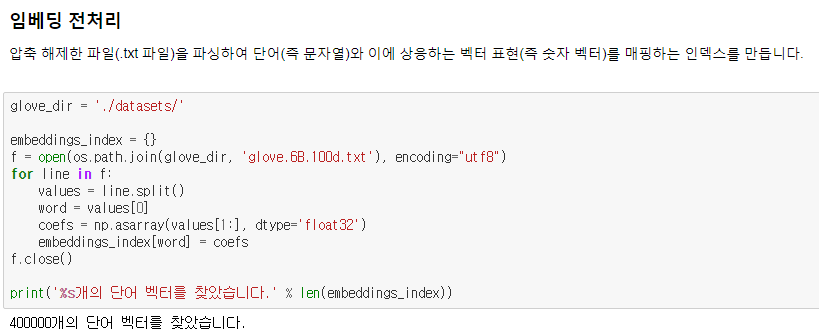 임베딩 전처리
압축 해제한 파일(.txt 파일)을 파싱하여 단어(즉 문자열)와 이에 상응하는 벡터 표현(즉 숫자 벡터)를 매핑하는 인덱스를 만듭니다.
glove_dir = './datasets/'
embeddings_index = {}
f = open(os.path.join(glove_dir, 'glove.6B.100d.txt'), encoding="utf8")
for line in f:
    values = line.split()
    word = values[0]
    coefs = np.asarray(values[1:], dtype='float32')
    embeddings_index[word] = coefs
f.close()
print('%s개의 단어 벡터를 찾았습니다.' % len(embeddings_index))
400000개의 단어 벡터를 찾았습니다.